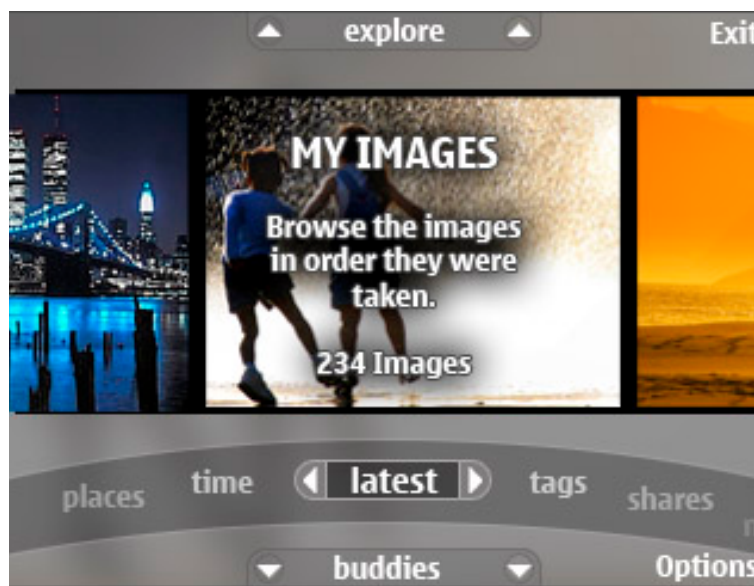 explore
Exit
MY IMAGES
Browse the images
in order they were
taken.
234 Images
places time latest tags shares
buddies
Options